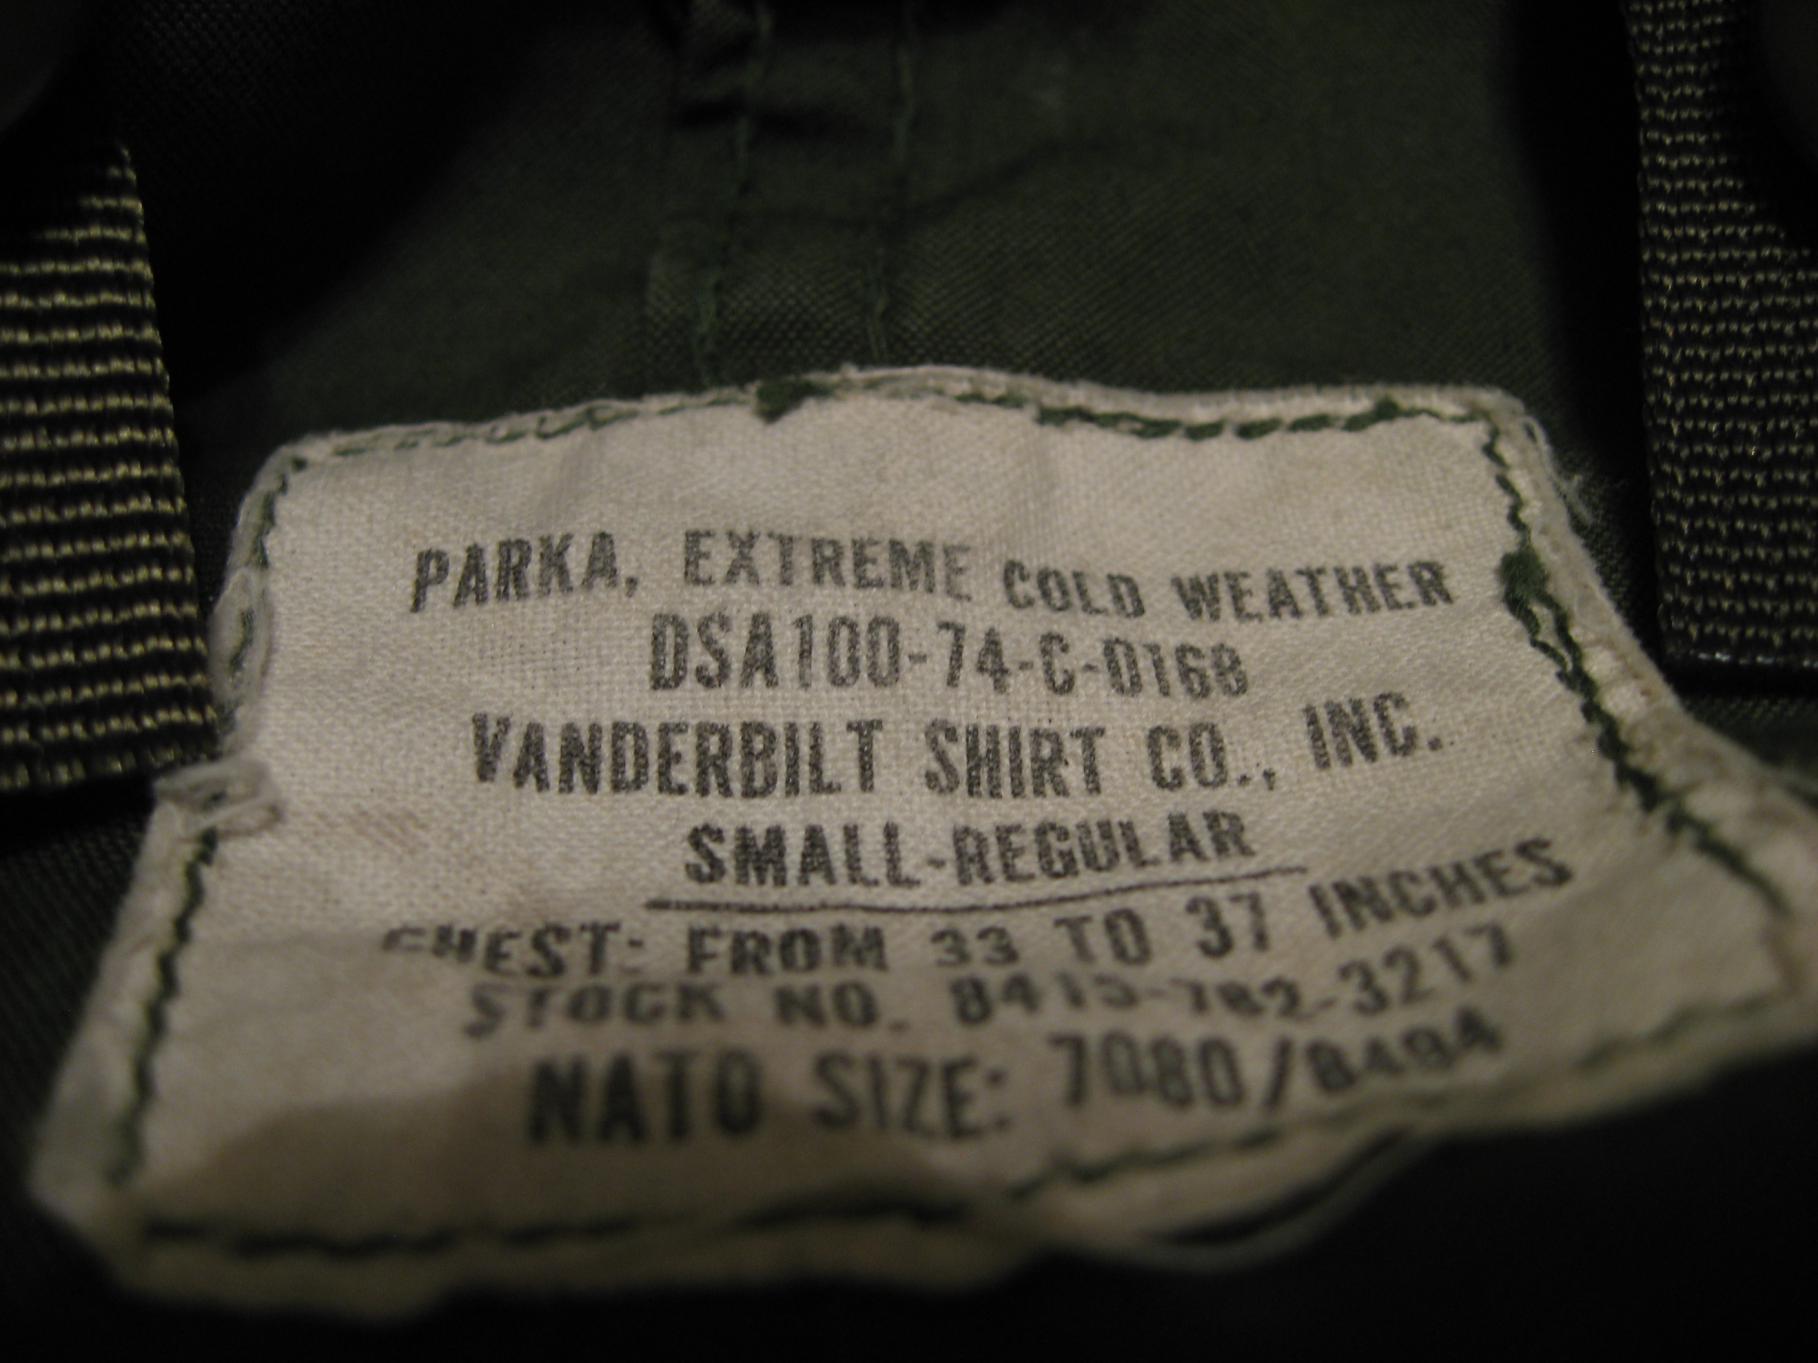 PARKA, EXTREME COLD WEATHER
DSA100-74-C-0168
VANDERBILT SHIRT CO., INC.
SMALL-REGULAR
CHEST: FROM 33 TO 37 INCHES
STOCK NO. 8415-782-3217
NATO SIZE: 7080/8494